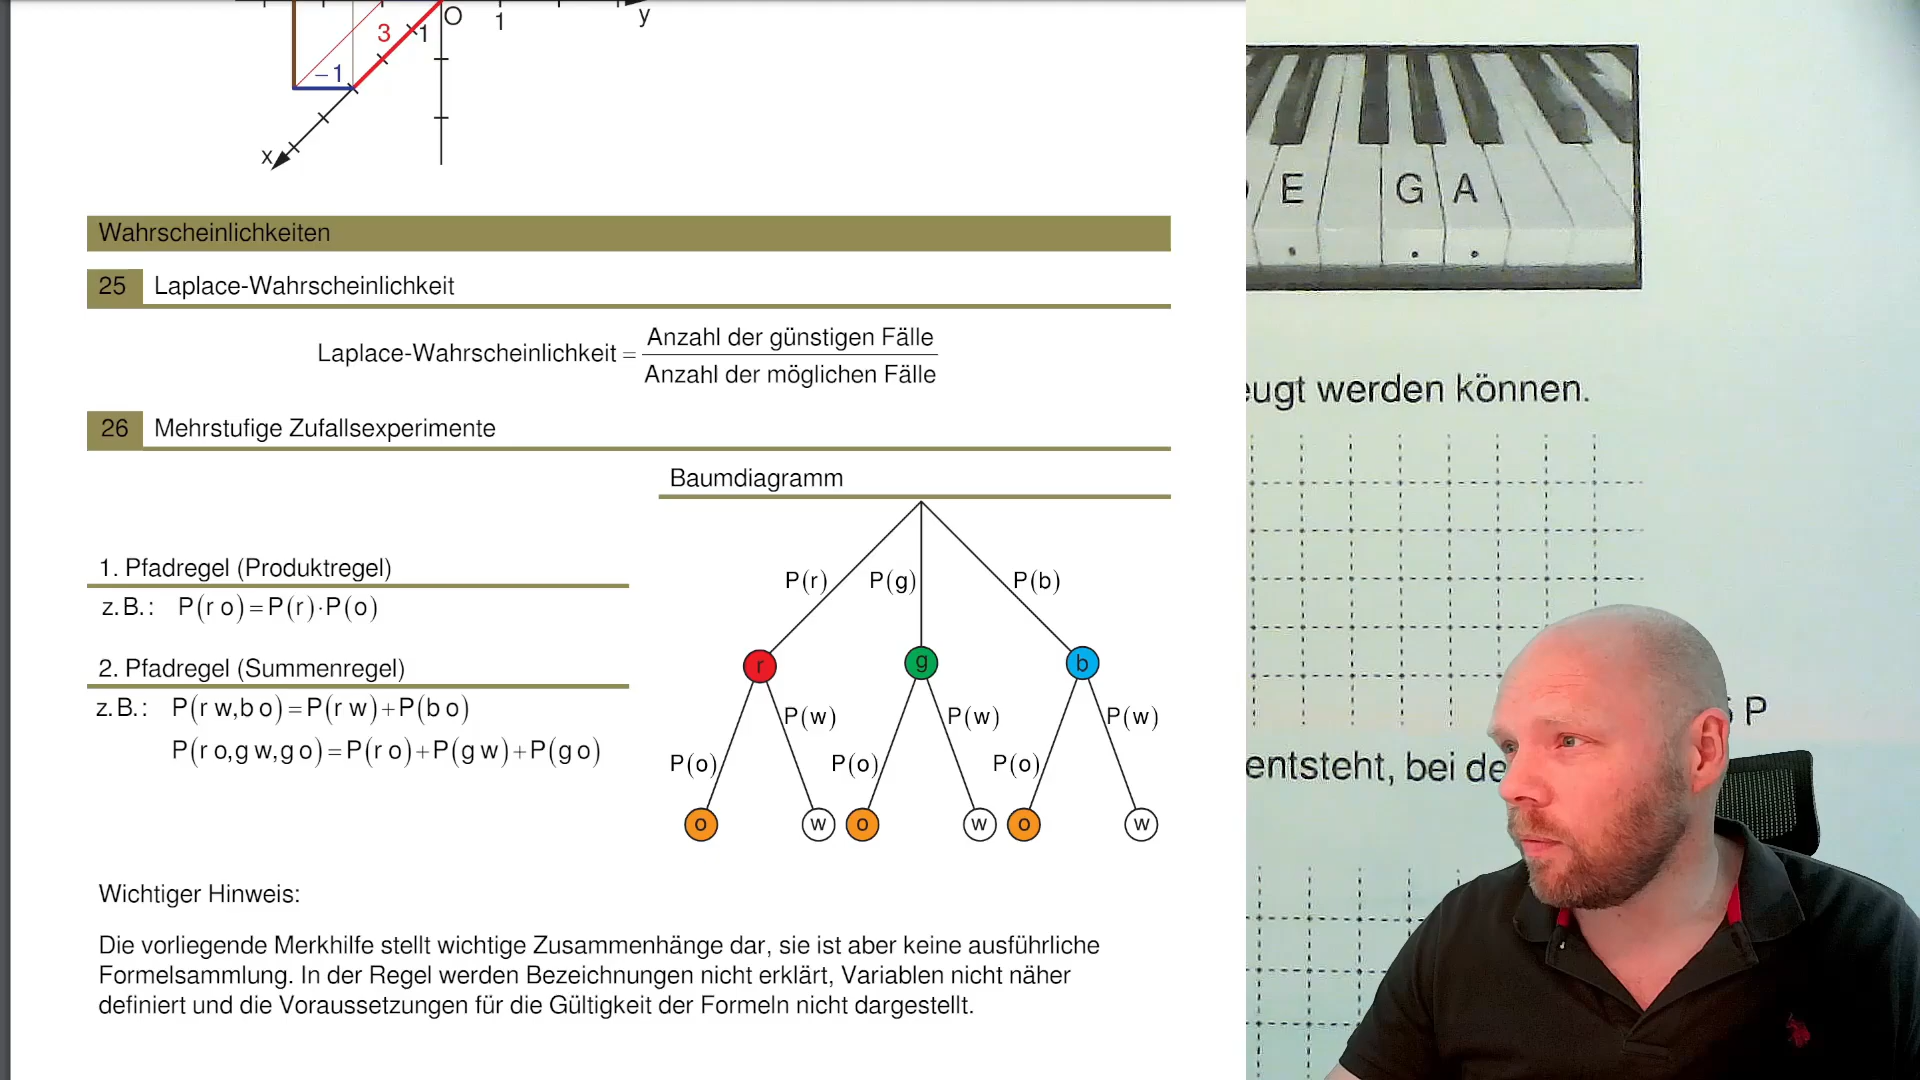 O
1
y
3
1
−1
x
Wahrscheinlichkeiten
25 Laplace-Wahrscheinlichkeit
Laplace-Wahrscheinlichkeit = Anzahl der günstigen Fälle
Anzahl der möglichen Fälle
26 Mehrstufige Zufallsexperimente
Baumdiagramm
1. Pfadregel (Produktregel)
z.B.: P(r o)=P(r)·P(o)
2. Pfadregel (Summenregel)
z.B.: P(r w,b o)=P(r w)+P(b o)
P(r o,g w,g o)=P(r o)+P(g w)+P(g o)
P(r) P(g) P(b)
r g b
P(w) P(w) P(w)
P(o) P(o) P(o)
o w o w o w
Wichtiger Hinweis:
Die vorliegende Merkhilfe stellt wichtige Zusammenhänge dar, sie ist aber keine ausführliche
Formelsammlung. In der Regel werden Bezeichnungen nicht erklärt, Variablen nicht näher
definiert und die Voraussetzungen für die Gültigkeit der Formeln nicht dargestellt.
E G A
eugt werden können.
P
entsteht, bei de